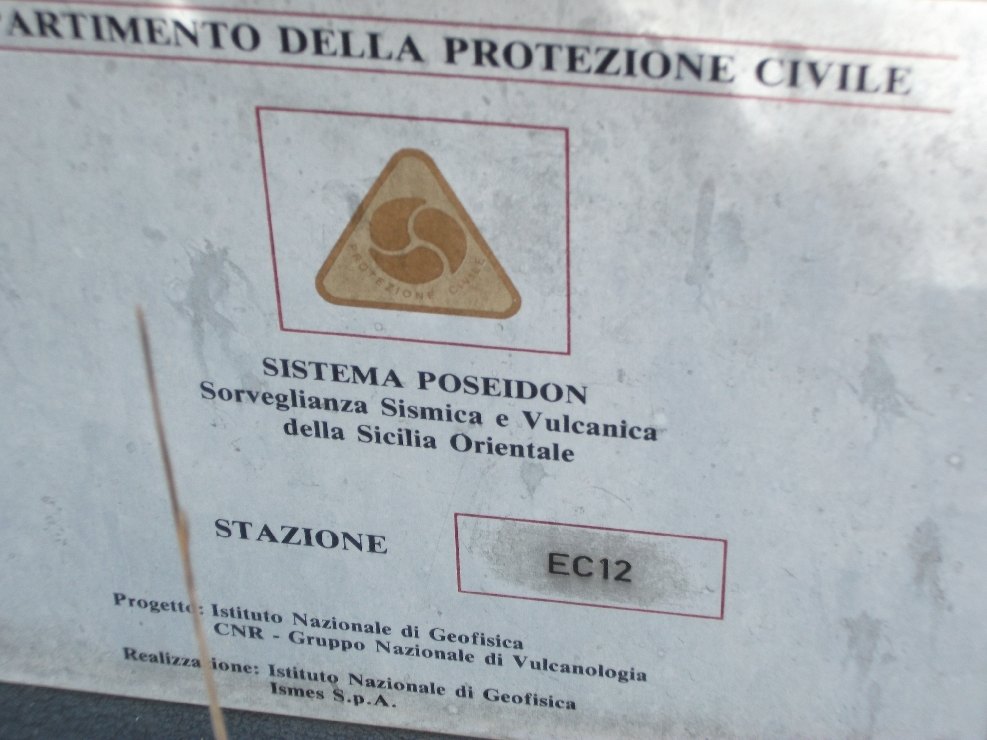 PARTIMENTO DELLA PROTEZIONE CIVILE
PROTEZIONE CIVILE
SISTEMA POSEIDON
Sorveglianza Sismica e Vulcanica
della Sicilia Orientale
STAZIONE EC12
Progetto: Istituto Nazionale di Geofisica
CNR - Gruppo Nazionale di Vulcanologia
Realizzazione: Istituto Nazionale di Geofisica
Ismes S.p.A.